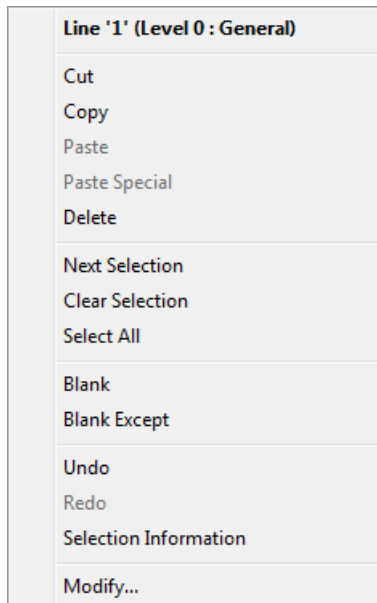 Line '1' (Level 0 : General)
Cut
Copy
Paste
Paste Special
Delete
Next Selection
Clear Selection
Select All
Blank
Blank Except
Undo
Redo
Selection Information
Modify...